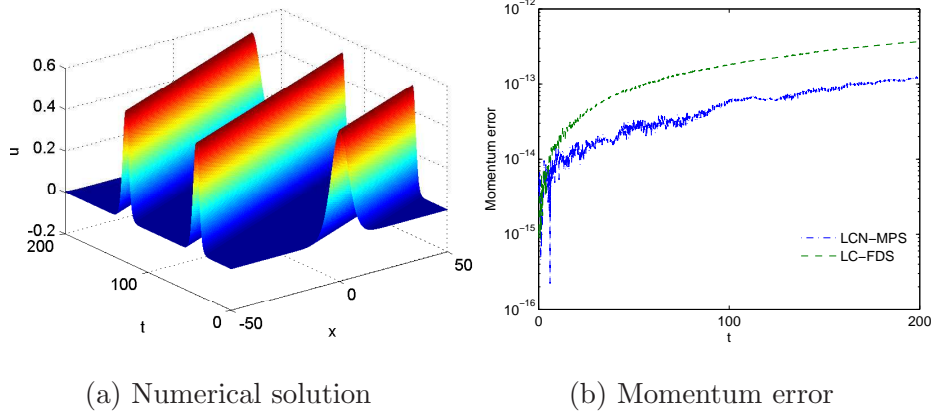 0.6
0.4
0.2
0
-0.2
u
200
100
0
t
-50
0
50
x
(a) Numerical solution
10^-12
10^-13
10^-14
10^-15
10^-16
Momentum error
LCN-MPS
LC-FDS
0
100
200
t
(b) Momentum error